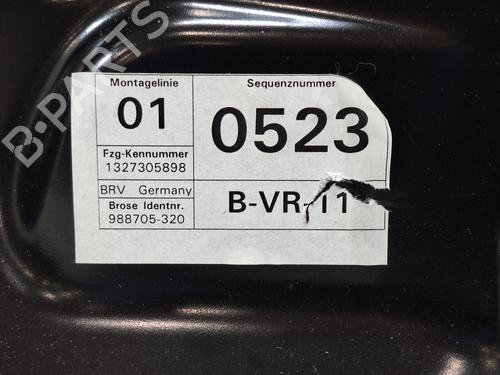 Montagelinie
01
Sequenznummer
0523
Fzg-Kennummer
1327305898
BRV Germany
Brose Identnr.
988705-320
B-VR-11
B-PARTS